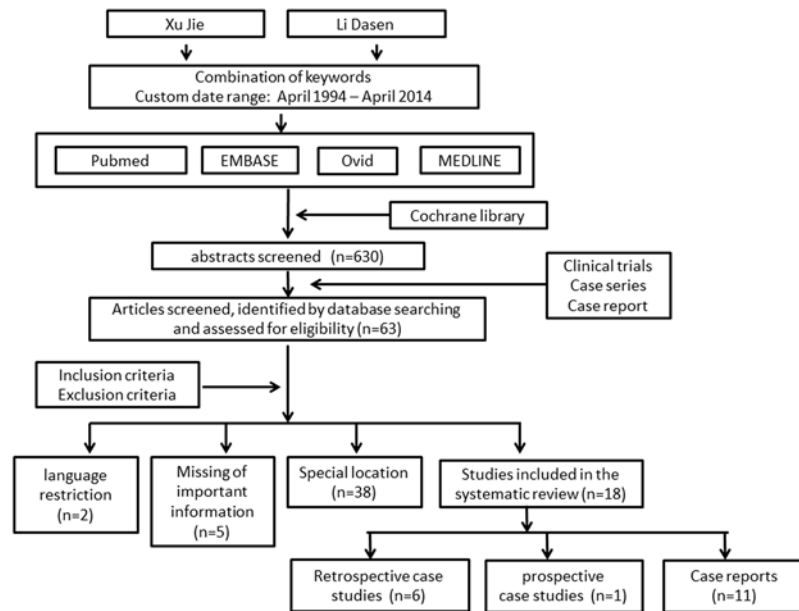 Xu Jie
Li Dasen
Combination of keywords
Custom date range: April 1994 – April 2014
Pubmed
EMBASE
Ovid
MEDLINE
Cochrane library
abstracts screened (n=630)
Clinical trials
Case series
Case report
Articles screened, identified by database searching
and assessed for eligibility (n=63)
Inclusion criteria
Exclusion criteria
language
restriction
(n=2)
Missing of
important
information
(n=5)
Special location
(n=38)
Studies included in the
systematic review (n=18)
Retrospective case
studies (n=6)
prospective
case studies (n=1)
Case reports
(n=11)